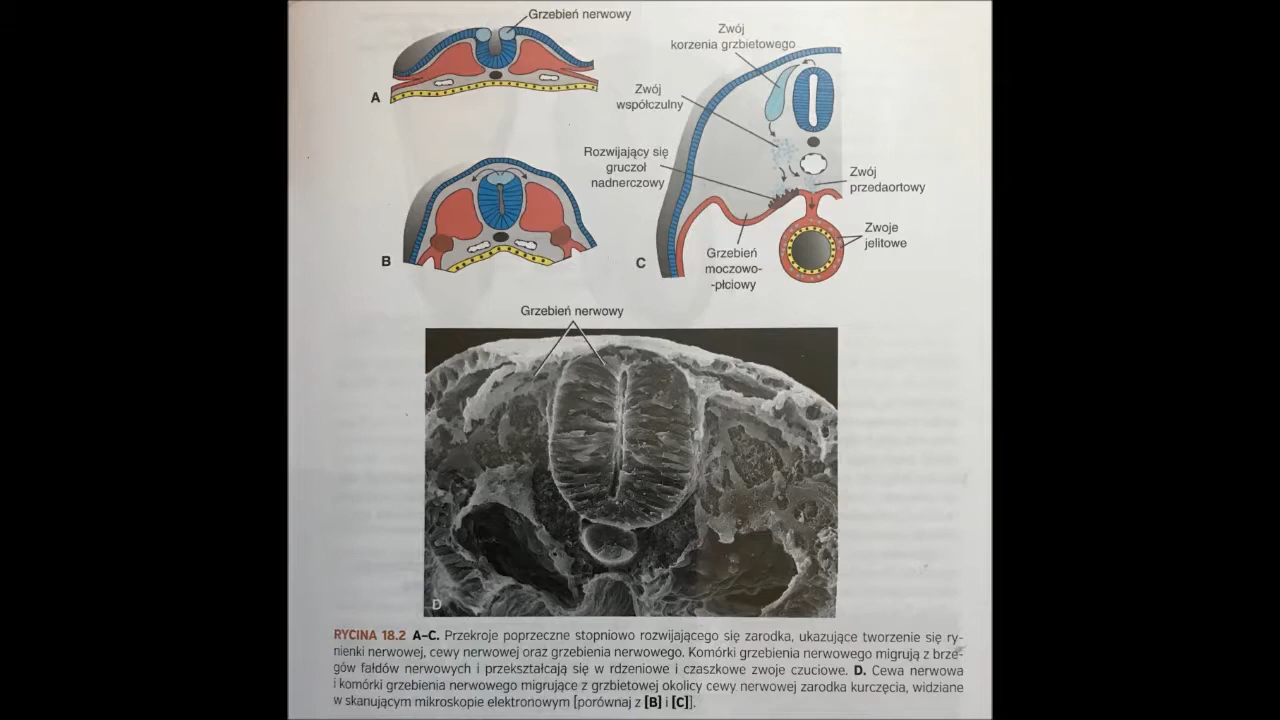 Grzebień nerwowy
A
Zwój
korzenia grzbietowego
Zwój
współczulny
Rozwijający się
gruczoł
nadnerczowy
Zwój
przedaortowy
Zwoje
jelitowe
Grzebień
moczowo-
-płciowy
B
C
Grzebień nerwowy
D
RYCINA 18.2 A–C. Przekroje poprzeczne stopniowo rozwijającego się zarodka, ukazujące tworzenie się ry-
nienki nerwowej, cewy nerwowej oraz grzebienia nerwowego. Komórki grzebienia nerwowego migrują z brze-
gów fałdów nerwowych i przekształcają się w rdzeniowe i czaszkowe zwoje czuciowe. D. Cewa nerwowa
i komórki grzebienia nerwowego migrujące z grzbietowej okolicy cewy nerwowej zarodka kurczęcia, widziane
w skanującym mikroskopie elektronowym [porównaj z [B] i [C]].